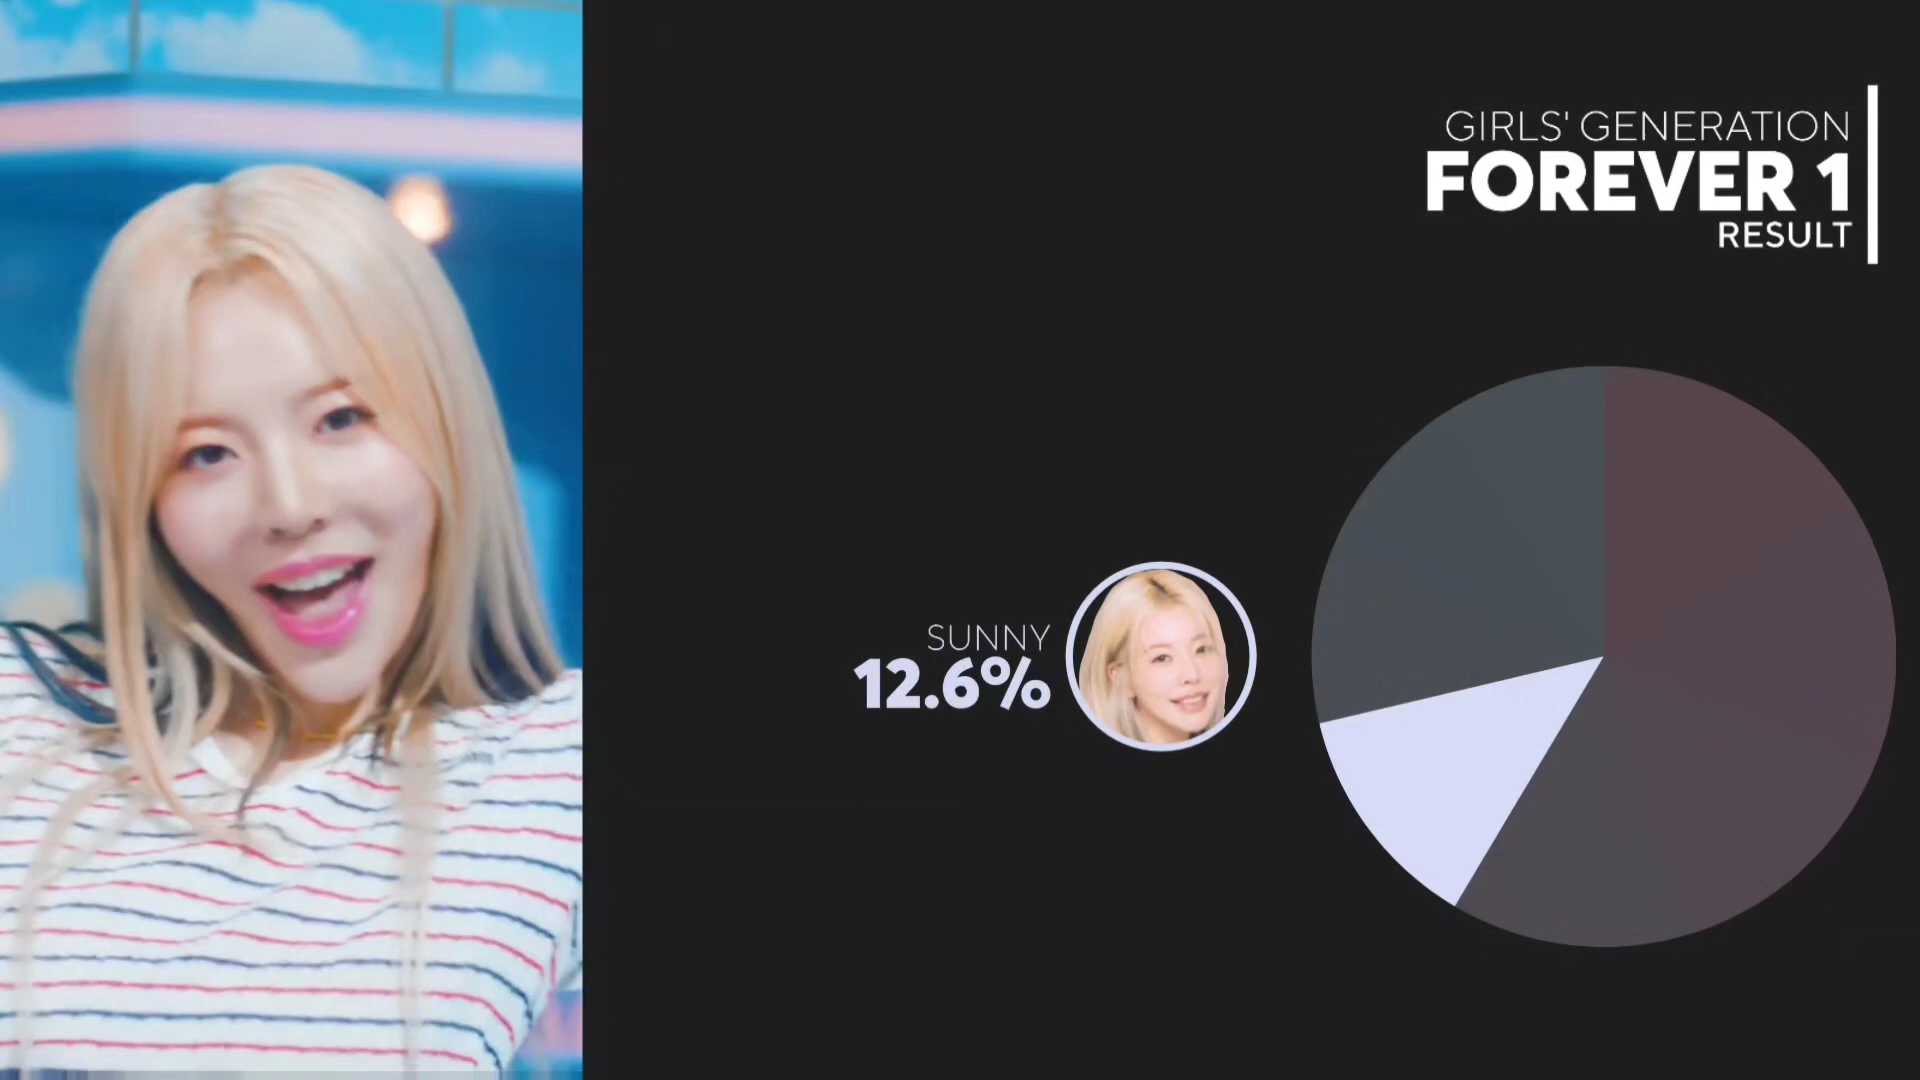 GIRLS' GENERATION
FOREVER 1
RESULT
SUNNY
12.6%